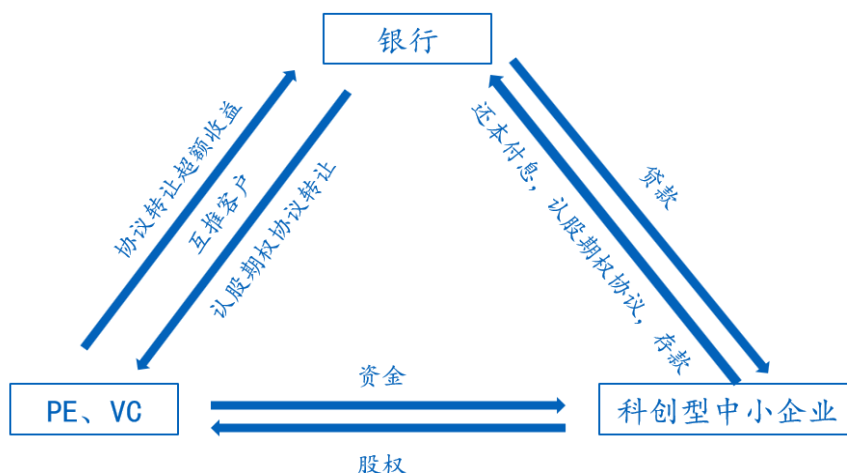 银行
协议转让超额收益
互推客户
认股期权协议转让
还本付息，认股期权协议，存款
贷款
资金
PE、VC
科创型中小企业
股权